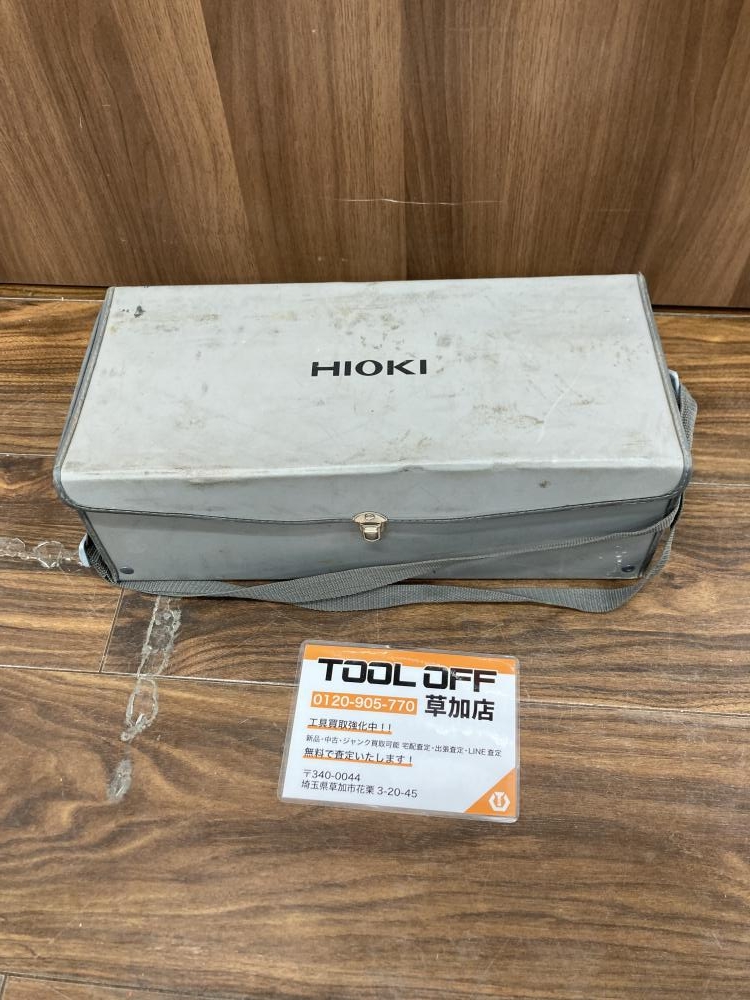 HIOKI
TOOL OFF
0120-905-770 草加店
工具買取強化中!!
新品・中古・ジャンク買取可能 宅配査定・出張査定・LINE査定
無料で査定いたします!
〒340-0044
埼玉県草加市花栗 3-20-45